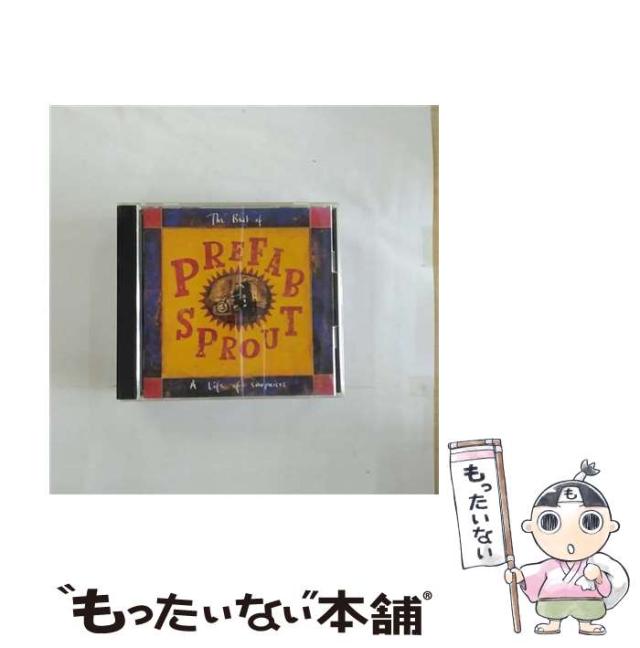 The Best of
PREFAB
SPROUT
A Life of Surprises
もったいない
も
"もったいない"本舗®